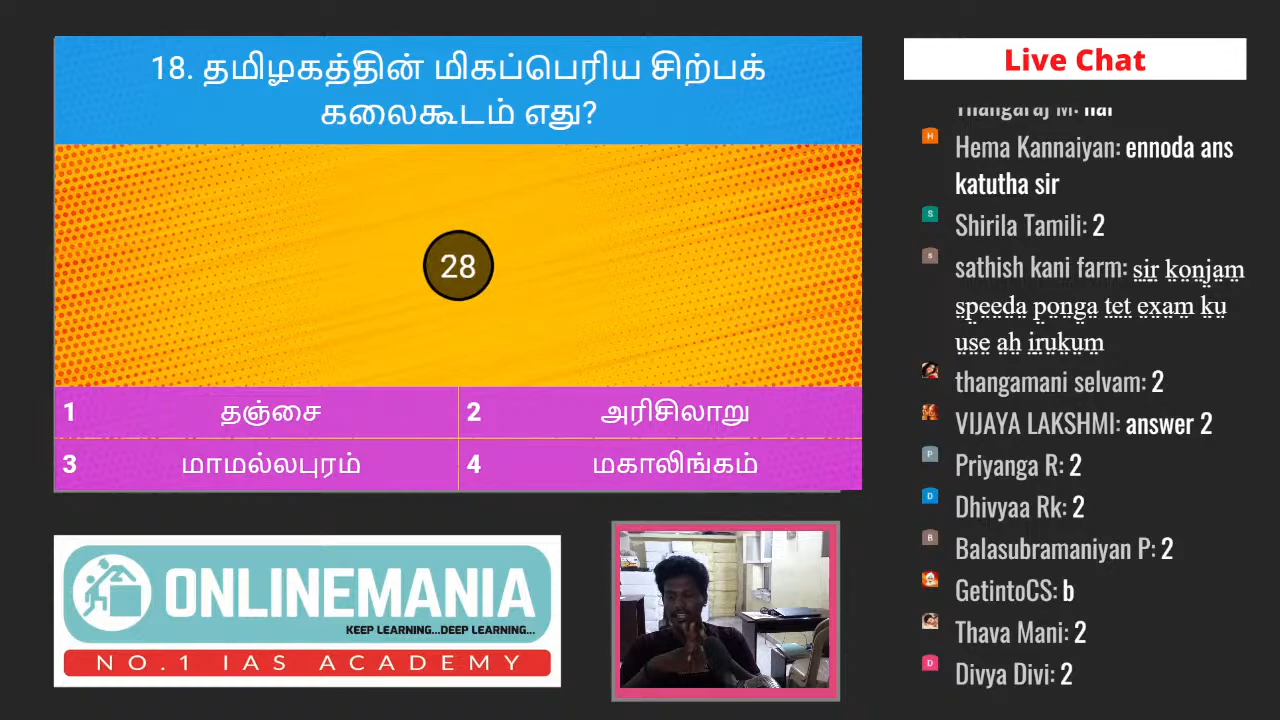 18. தமிழகத்தின் மிகப்பெரிய சிற்பக்
கலைகூடம் எது?
28
1 தஞ்சை
2 அரிசிலாறு
3 மாமல்லபுரம்
4 மகாலிங்கம்
ONLINEMANIA
KEEP LEARNING...DEEP LEARNING...
NO.1 IAS ACADEMY
Live Chat
Thangaraj M: hai
H Hema Kannaiyan: ennoda ans
katutha sir
S Shirila Tamili: 2
S sathish kani farm: sir konjam
speeda ponga tet exam ku
use ah irukum
thangamani selvam: 2
VIJAYA LAKSHMI: answer 2
P Priyanga R: 2
D Dhivyaa Rk: 2
B Balasubramaniyan P: 2
GetintoCS: b
Thava Mani: 2
D Divya Divi: 2